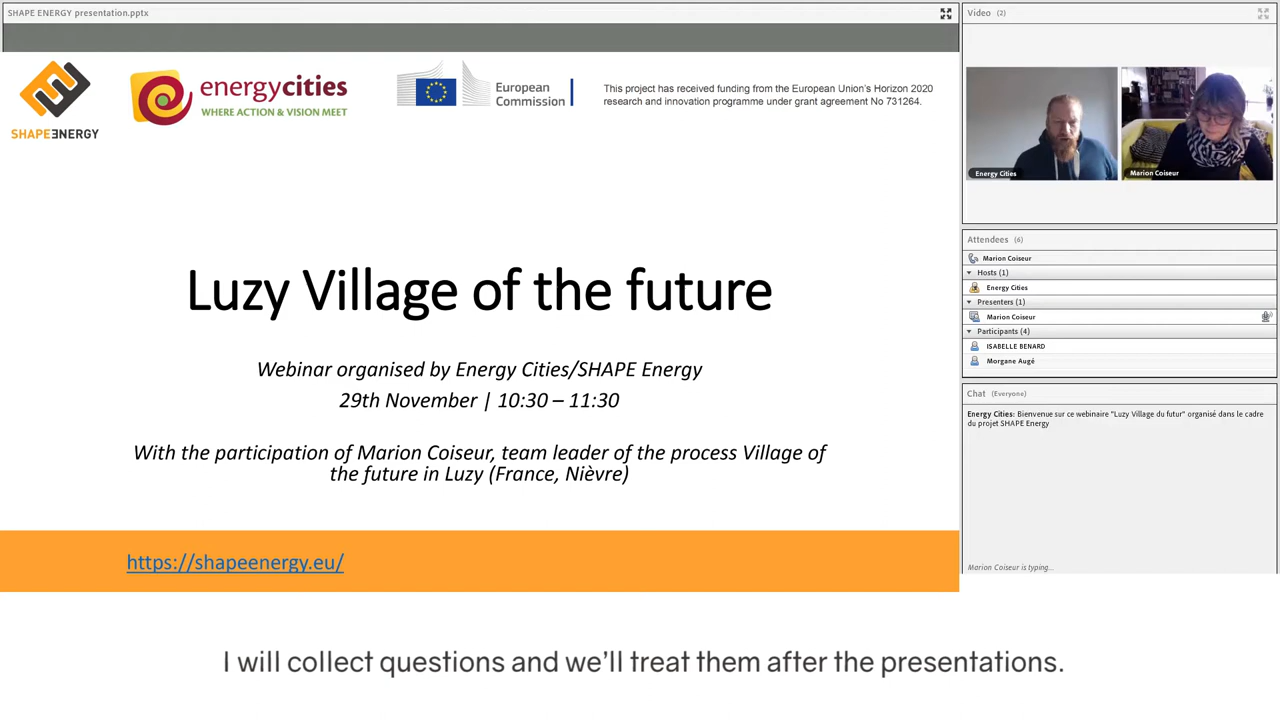 SHAPE ENERGY presentation.pptx
SHAPE ENERGY
energycities
WHERE ACTION & VISION MEET
European
Commission
This project has received funding from the European Union's Horizon 2020
research and innovation programme under grant agreement No 731264.
Luzy Village of the future
Webinar organised by Energy Cities/SHAPE Energy
29th November | 10:30 – 11:30
With the participation of Marion Coiseur, team leader of the process Village of
the future in Luzy (France, Nièvre)
https://shapeenergy.eu/
Video (2)
Energy Cities
Marion Coiseur
Attendees (6)
Marion Coiseur
Hosts (1)
Energy Cities
Presenters (1)
Marion Coiseur
Participants (4)
ISABELLE BENARD
Morgane Augé
Chat (Everyone)
Energy Cities: Bienvenue sur ce webinaire "Luzy Village du futur" organisé dans le cadre
du projet SHAPE Energy
Marion Coiseur is typing...
I will collect questions and we'll treat them after the presentations.